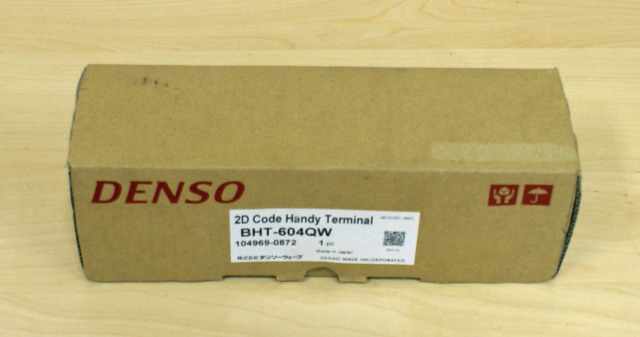 DENSO
2D Code Handy Terminal
BHT-604QW
104969-0872 1 pc
Made in Japan
株式会社 デンソーウェーブ DENSO WAVE INCORPORATED